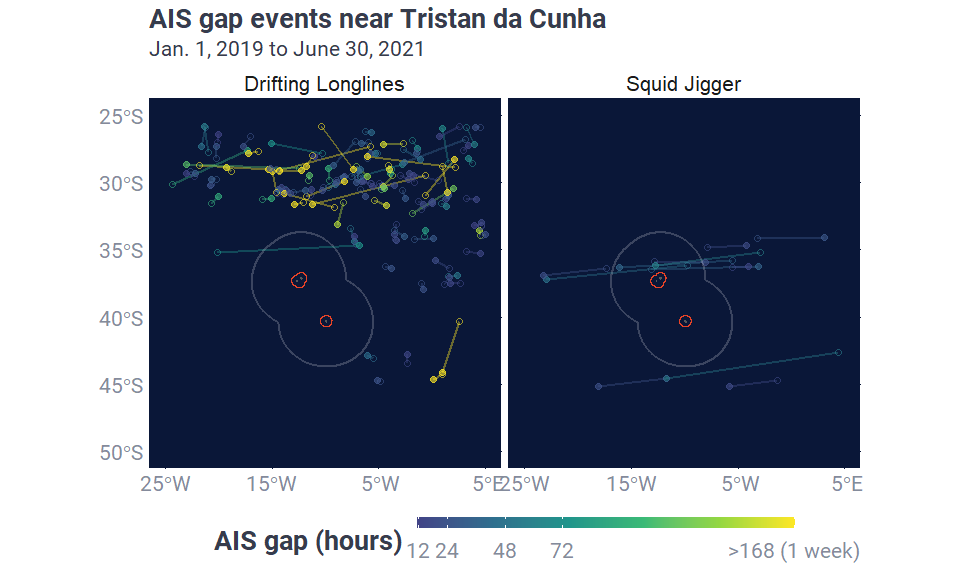 AIS gap events near Tristan da Cunha
Jan. 1, 2019 to June 30, 2021
Drifting Longlines
Squid Jigger
25°S
30°S
35°S
40°S
45°S
50°S
25°W 15°W 5°W 5°E 25°W 15°W 5°W 5°E
AIS gap (hours)
12 24 48 72 >168 (1 week)